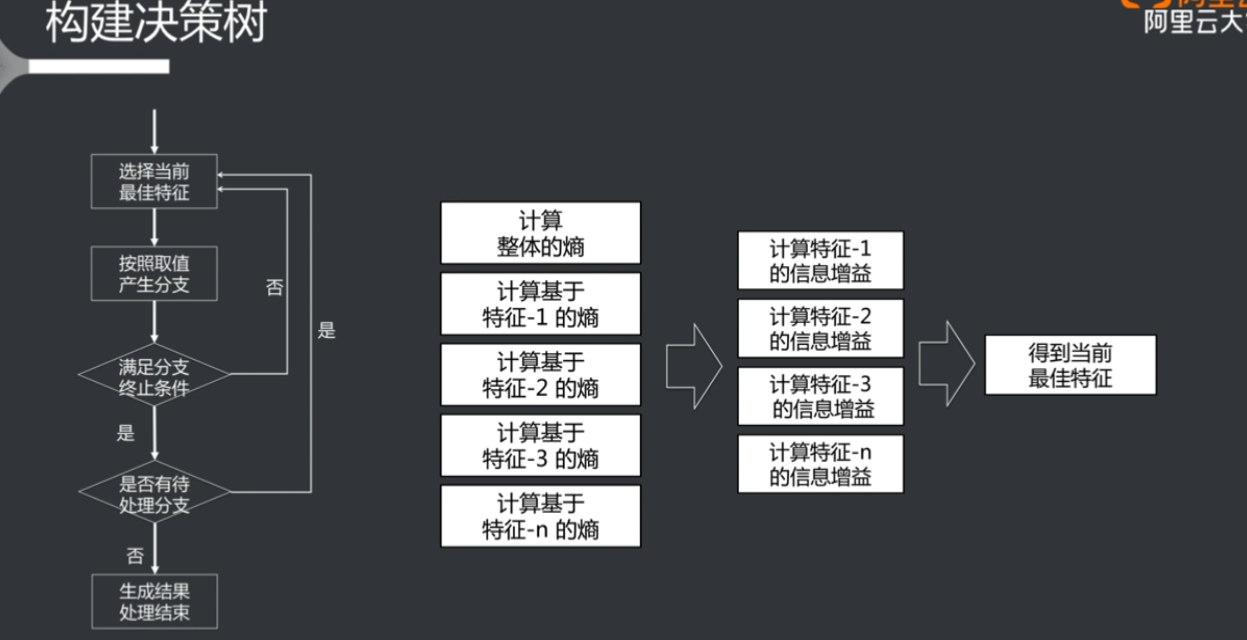 构建决策树
阿里云大
选择当前
最佳特征
按照取值
产生分支
否
是
满足分支
终止条件
是
是否有待
处理分支
否
生成结果
处理结束
计算
整体的熵
计算基于
特征-1 的熵
计算基于
特征-2 的熵
计算基于
特征-3 的熵
计算基于
特征-n 的熵
计算特征-1
的信息增益
计算特征-2
的信息增益
计算特征-3
的信息增益
计算特征-n
的信息增益
得到当前
最佳特征